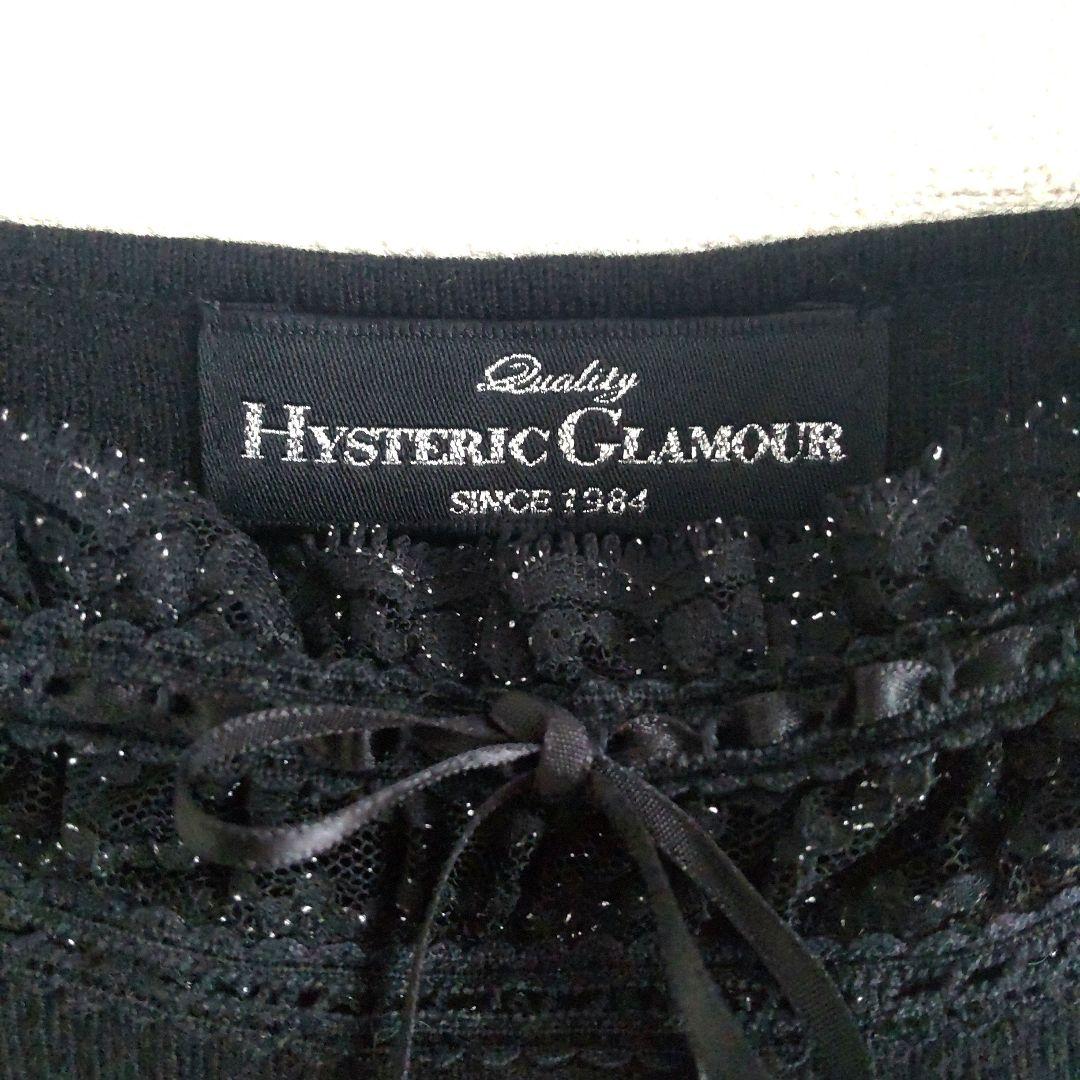 Quality
HYSTERIC GLAMOUR
SINCE 1984